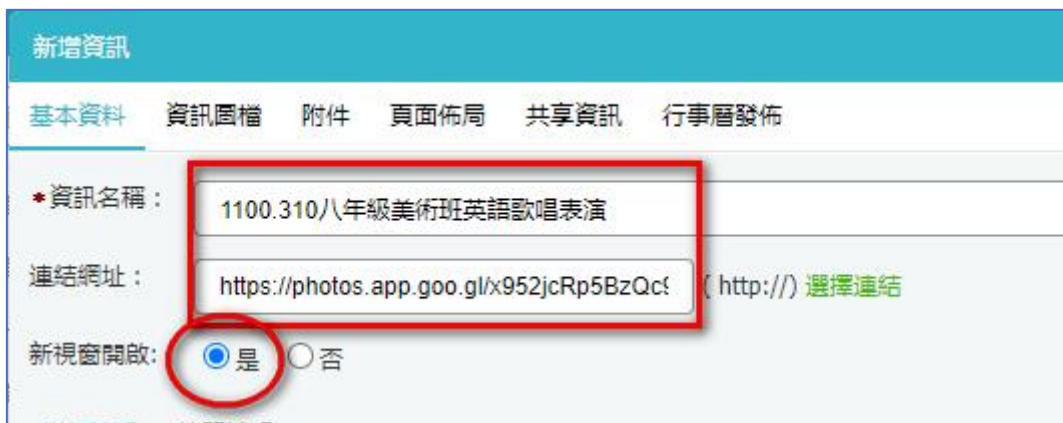 新增資訊
基本資料 資訊圖檔 附件 頁面佈局 共享資訊 行事曆發佈
*資訊名稱： 1100.310八年級美術班英語歌唱表演
連結網址： https://photos.app.goo.gl/x952jcRp5BzQc9 ( http://) 選擇連結
新視窗開啟: 是 否